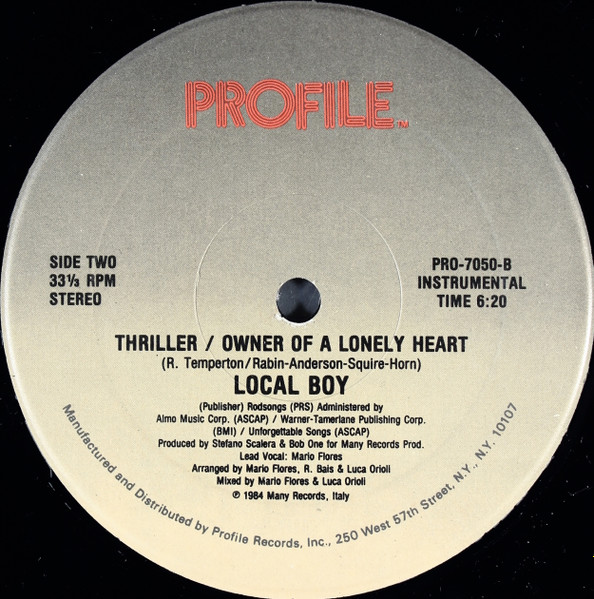 PROFILE™
SIDE TWO
33⅓ RPM
STEREO
PRO-7050-B
INSTRUMENTAL
TIME 6:20
THRILLER / OWNER OF A LONELY HEART
(R. Temperton/Rabin-Anderson-Squire-Horn)
LOCAL BOY
(Publisher) Rodsongs (PRS) Administered by
Almo Music Corp. (ASCAP) / Warner-Tamerlane Publishing Corp.
(BMI) / Unforgettable Songs (ASCAP)
Produced by Stefano Scalera & Bob One for Many Records Prod.
Lead Vocal: Mario Flores
Arranged by Mario Flores, R. Bais & Luca Orioli
Mixed by Mario Flores & Luca Orioli
℗ 1984 Many Records, Italy
Manufactured and Distributed by Profile Records, Inc., 250 West 57th Street, N.Y., N.Y. 10107